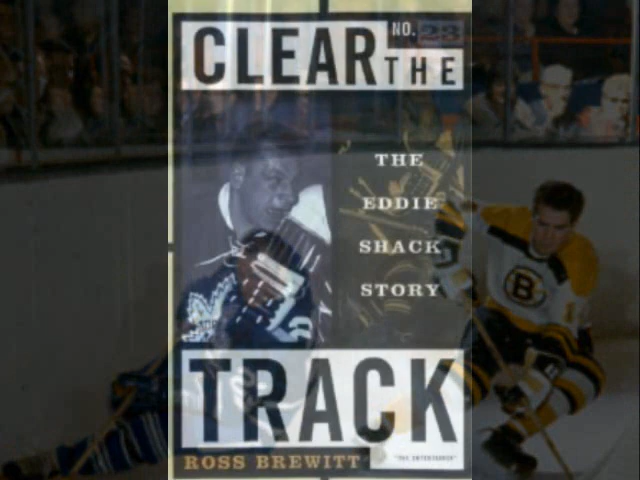 NO. 23
CLEAR THE
THE
EDDIE
SHACK
STORY
TRACK
ROSS BREWITT
"THE ENTERTAINER"
B